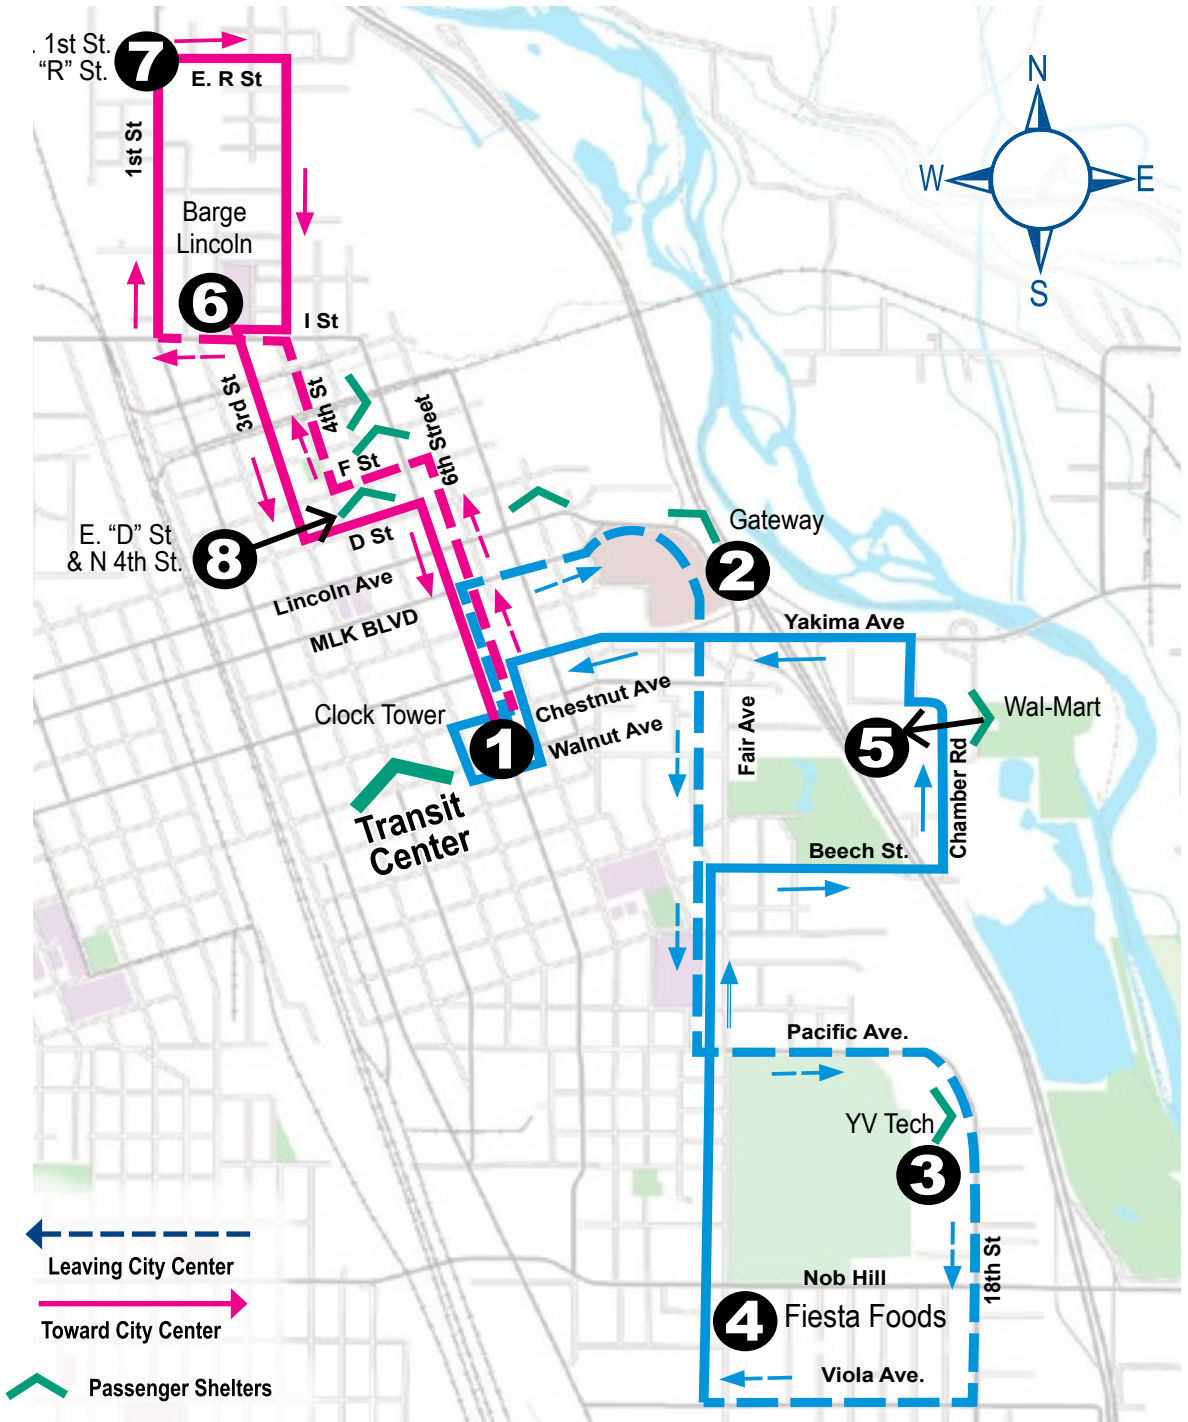 . 1st St.
“R” St.
7
E. R St
1st St
N
W
E
S
Barge
Lincoln
6
I St
3rd St
4th St
6th Street
F St
E. “D” St
& N 4th St.
8
D St
Lincoln Ave
MLK BLVD
Gateway
2
Yakima Ave
Clock Tower
1
Chestnut Ave
Walnut Ave
Fair Ave
5
Wal-Mart
Chamber Rd
Transit
Center
Beech St.
Pacific Ave.
YV Tech
3
18th St
Nob Hill
4
Fiesta Foods
Viola Ave.
Leaving City Center
Toward City Center
Passenger Shelters